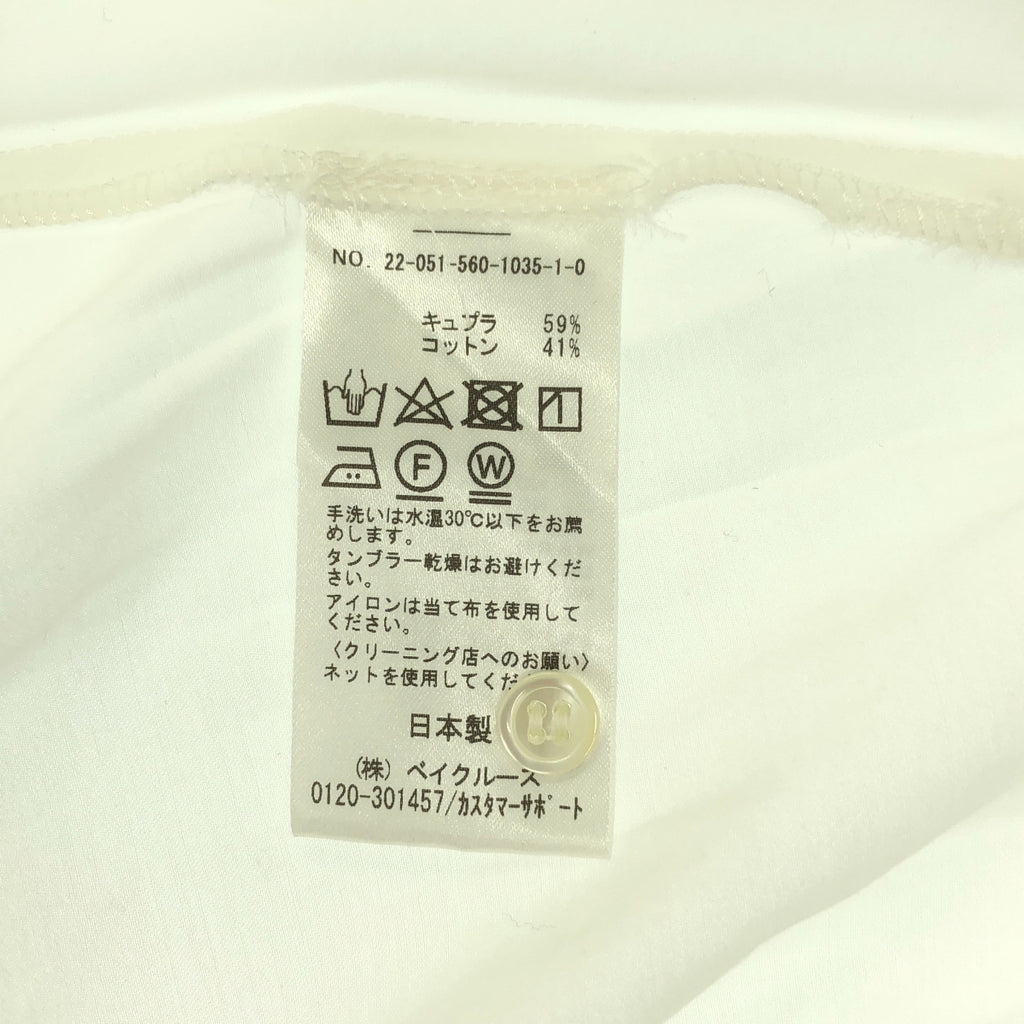 NO. 22-051-560-1035-1-0
キュプラ 59%
コットン 41%
F W
手洗いは水温30℃以下をお薦
めします。
タンブラー乾燥はお避けくだ
さい。
アイロンは当て布を使用して
ください。
〈クリーニング店へのお願い〉
ネットを使用してくだ
日本製
(株) ベイクルーズ
0120-301457/カスタマーサポート